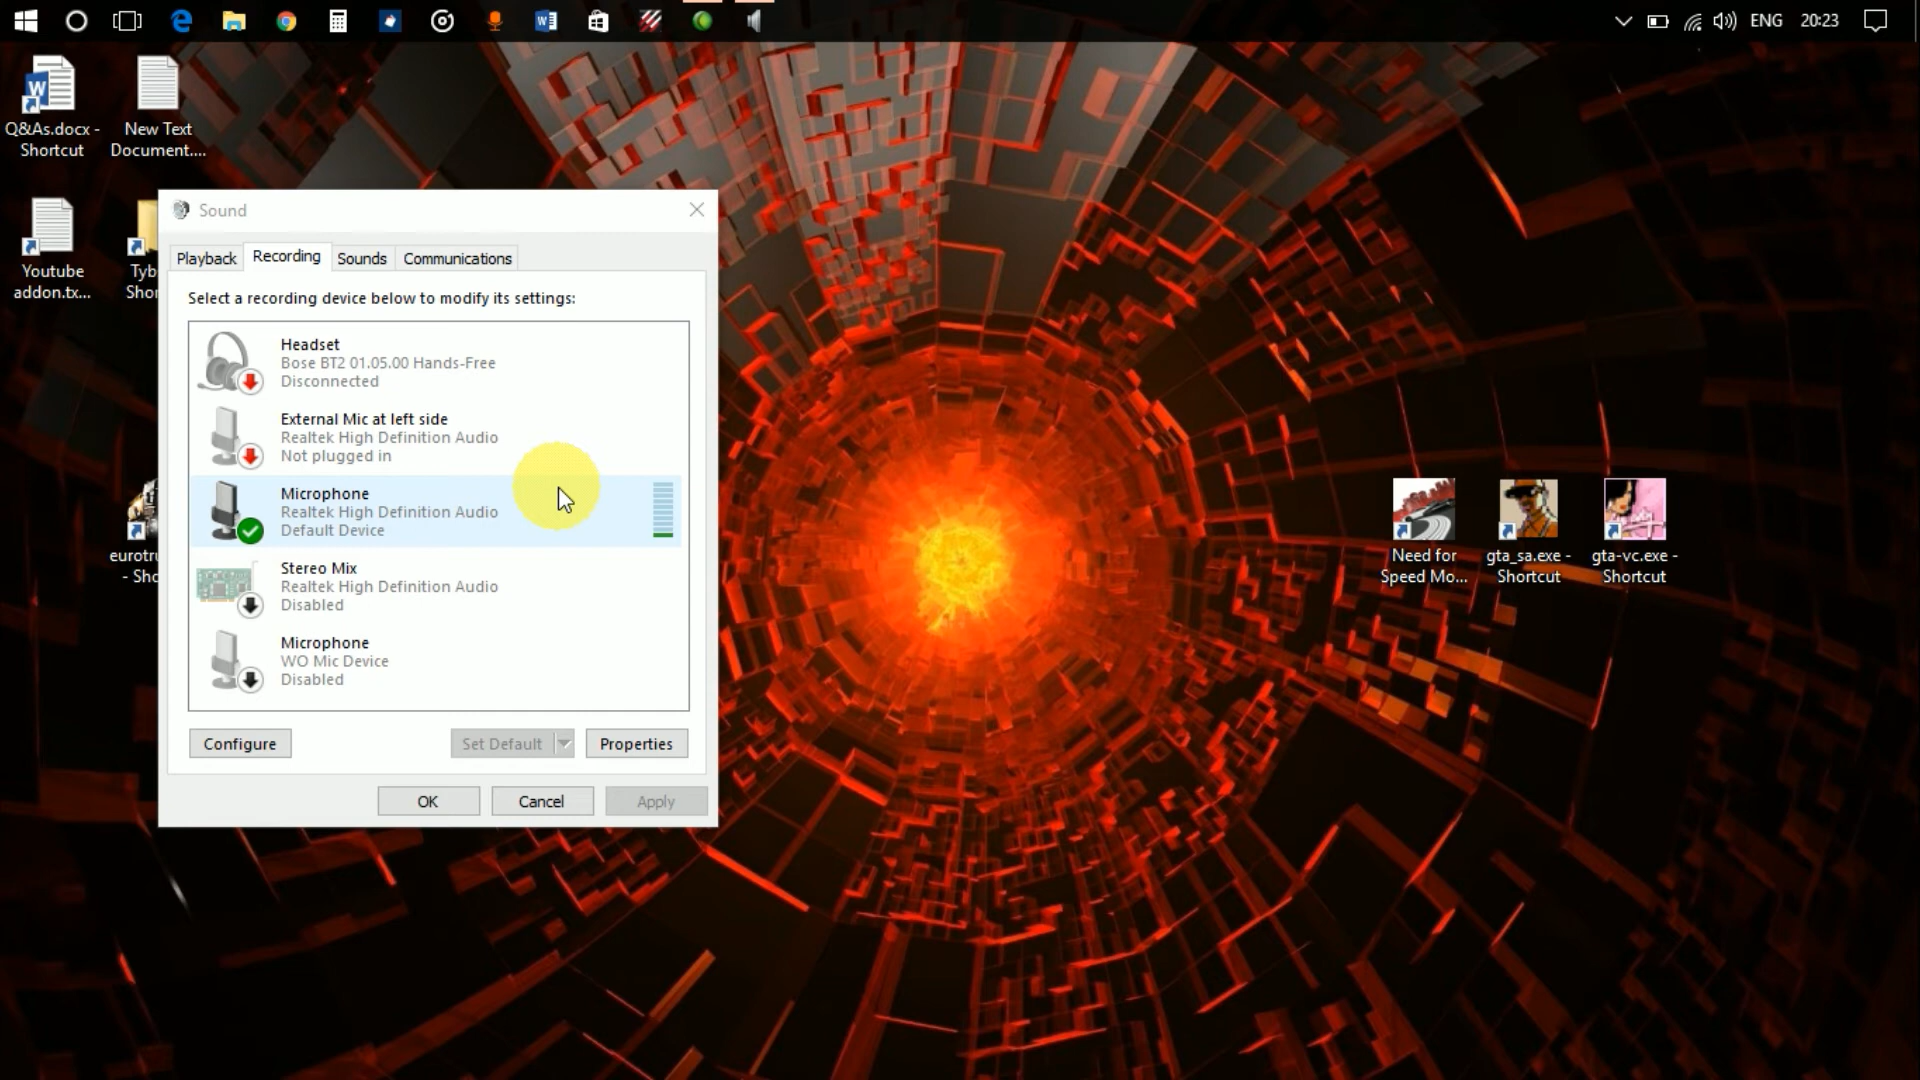 ENG
20:23
Q&As.docx -
Shortcut
New Text
Document....
Youtube
addon.tx...
Tyb
Shor
eurotru
- Sho
Sound
Playback
Recording
Sounds
Communications
Select a recording device below to modify its settings:
Headset
Bose BT2 01.05.00 Hands-Free
Disconnected
External Mic at left side
Realtek High Definition Audio
Not plugged in
Microphone
Realtek High Definition Audio
Default Device
Stereo Mix
Realtek High Definition Audio
Disabled
Microphone
WO Mic Device
Disabled
Configure
Set Default
Properties
OK
Cancel
Apply
Need for
Speed Mo...
gta_sa.exe -
Shortcut
gta-vc.exe -
Shortcut